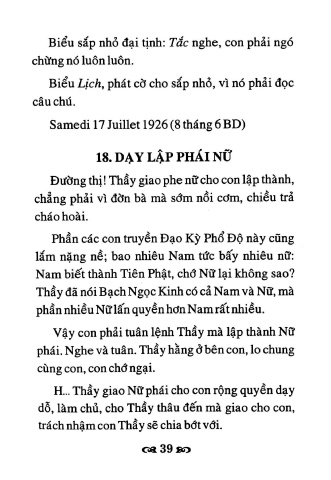 Biểu sắp nhỏ đại tịnh: Tắc nghe, con phải ngó
chừng nó luôn luôn.
Biểu Lịch, phát cờ cho sắp nhỏ, vì nó phải đọc
câu chú.
Samedi 17 Juillet 1926 (8 tháng 6 BD)
18. DẠY LẬP PHÁI NỮ
Đường thị! Thầy giao phe nữ cho con lập thành,
chẳng phải vì đờn bà mà sớm nồi cơm, chiều trả
cháo hoài.
Phần các con truyền Đạo Kỳ Phổ Độ này cũng
lắm nặng nề; bao nhiêu Nam tức bấy nhiêu nữ:
Nam biết thành Tiên Phật, chớ Nữ lại không sao?
Thầy đã nói Bạch Ngọc Kinh có cả Nam và Nữ, mà
phần nhiều Nữ lấn quyền hơn Nam rất nhiều.
Vậy con phải tuân lệnh Thầy mà lập thành Nữ
phái. Nghe và tuân. Thầy hằng ở bên con, lo chung
cùng con, con chớ ngại.
H... Thầy giao Nữ phái cho con rộng quyền dạy
dỗ, làm chủ, cho Thầy thâu đến mà giao cho con,
trách nhậm con Thầy sẽ chia bớt với.
39